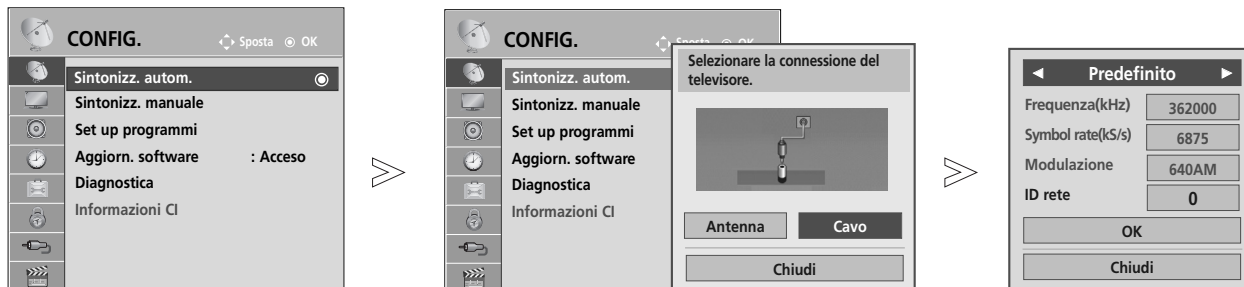 CONFIG.
Sposta OK
Sintonizz. autom.
Sintonizz. manuale
Set up programmi
Aggiorn. software : Acceso
Diagnostica
Informazioni CI
CONFIG.
Sposta OK
Sintonizz. autom.
Sintonizz. manuale
Set up programmi
Aggiorn. software
Diagnostica
Informazioni CI
Selezionare la connessione del
televisore.
Antenna Cavo
Chiudi
Predefinito
Frequenza(kHz) 362000
Symbol rate(kS/s) 6875
Modulazione 640AM
ID rete 0
OK
Chiudi